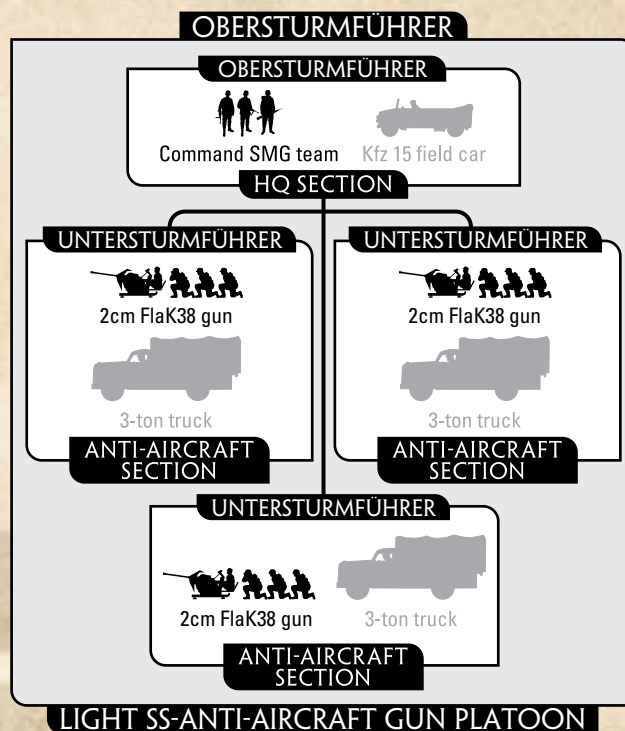 OBERSTURMFÜHRER
OBERSTURMFÜHRER
Command SMG team
Kfz 15 field car
HQ SECTION
UNTERSTURMFÜHRER
2cm FlaK38 gun
3-ton truck
ANTI-AIRCRAFT
SECTION
UNTERSTURMFÜHRER
2cm FlaK38 gun
3-ton truck
ANTI-AIRCRAFT
SECTION
UNTERSTURMFÜHRER
2cm FlaK38 gun
3-ton truck
ANTI-AIRCRAFT
SECTION
LIGHT SS-ANTI-AIRCRAFT GUN PLATOON